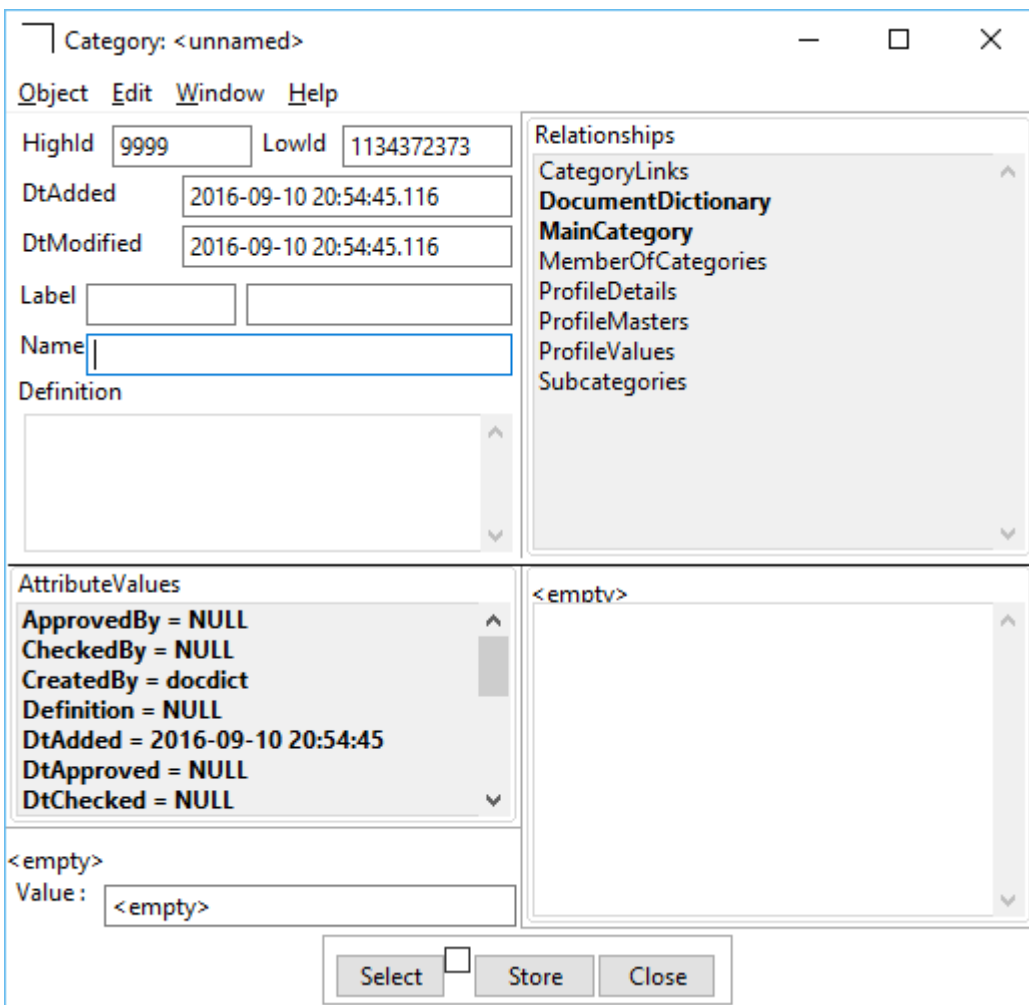 Category: <unnamed>
Object Edit Window Help
HighId 9999 LowId 1134372373
DtAdded 2016-09-10 20:54:45.116
DtModified 2016-09-10 20:54:45.116
Label
Name
Definition
Relationships
CategoryLinks
DocumentDictionary
MainCategory
MemberOfCategories
ProfileDetails
ProfileMasters
ProfileValues
Subcategories
AttributeValues
ApprovedBy = NULL
CheckedBy = NULL
CreatedBy = docdict
Definition = NULL
DtAdded = 2016-09-10 20:54:45
DtApproved = NULL
DtChecked = NULL
<empty>
<empty>
Value : <empty>
Select Store Close